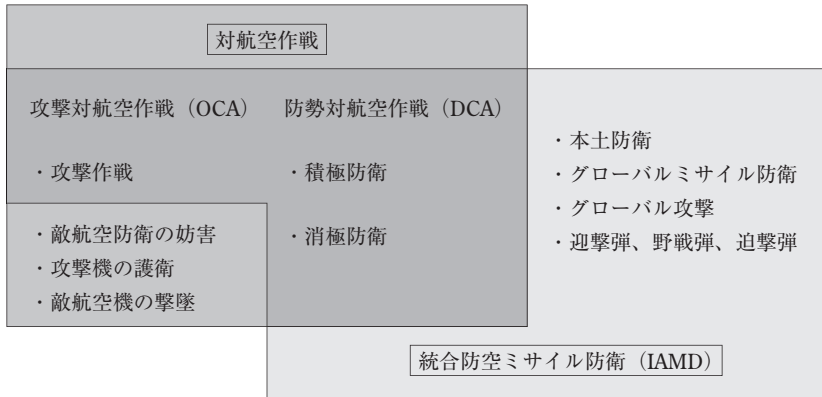 対航空作戦
攻撃対航空作戦（OCA）
防勢対航空作戦（DCA）
・攻撃作戦
・積極防衛
・敵航空防衛の妨害
・攻撃機の護衛
・敵航空機の撃墜
・消極防衛
・本土防衛
・グローバルミサイル防衛
・グローバル攻撃
・迎撃弾、野戦弾、迫撃弾
統合防空ミサイル防衛（IAMD）